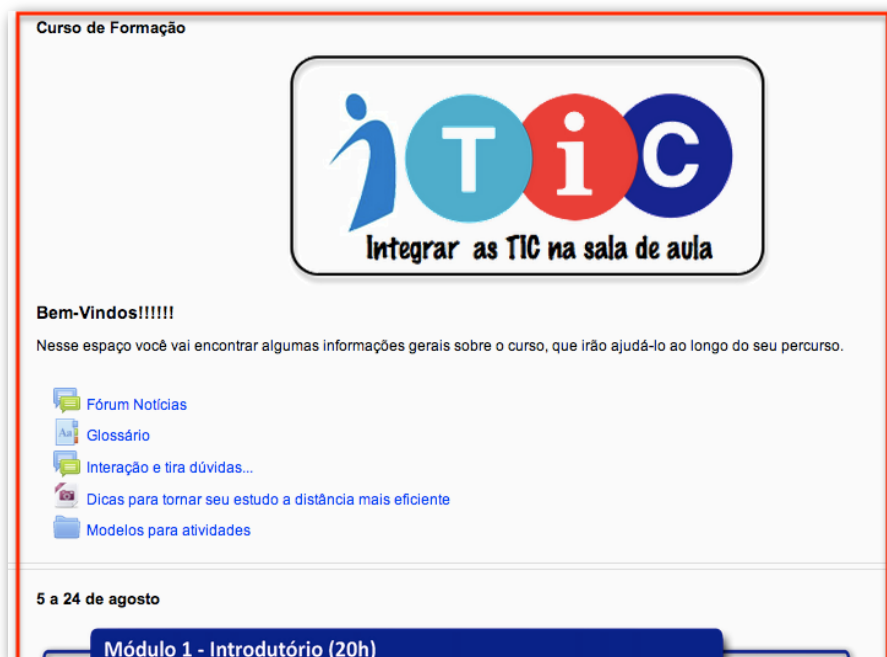 Curso de Formação
TiC
Integrar as TIC na sala de aula
Bem-Vindos!!!!!!
Nesse espaço você vai encontrar algumas informações gerais sobre o curso, que irão ajudá-lo ao longo do seu percurso.
Fórum Notícias
Aa
Glossário
Interação e tira dúvidas...
Dicas para tornar seu estudo a distância mais eficiente
Modelos para atividades
5 a 24 de agosto
Módulo 1 - Introdutório (20h)